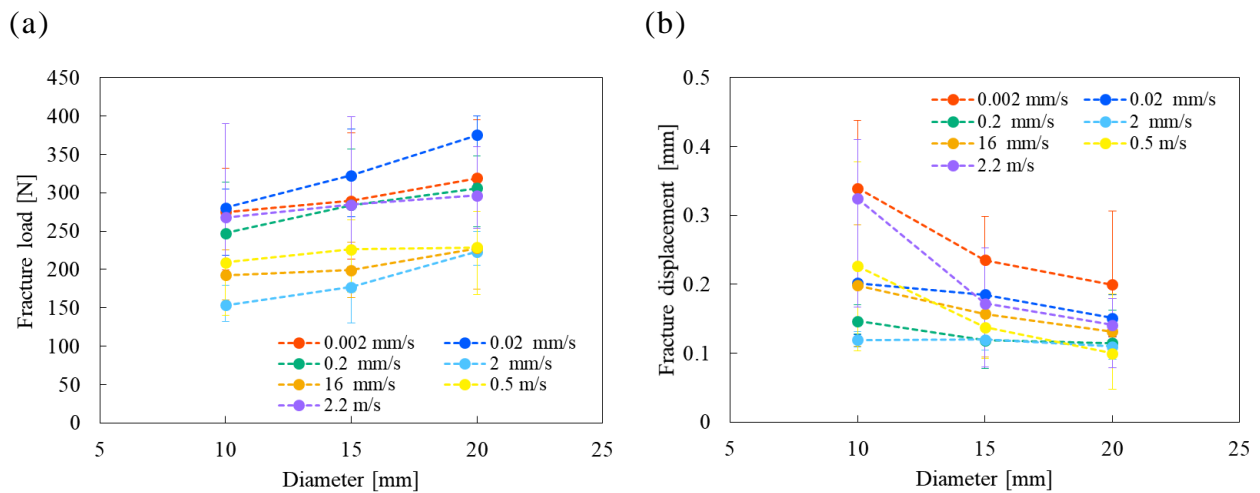 (a)
Fracture load [N]
450
400
350
300
250
200
150
100
50
0
0.002 mm/s 0.02 mm/s
0.2 mm/s 2 mm/s
16 mm/s 0.5 m/s
2.2 m/s
5 10 15 20 25
Diameter [mm]
(b)
Fracture displacement [mm]
0.5
0.4
0.3
0.2
0.1
0
0.002 mm/s 0.02 mm/s
0.2 mm/s 2 mm/s
16 mm/s 0.5 m/s
2.2 m/s
5 10 15 20 25
Diameter [mm]